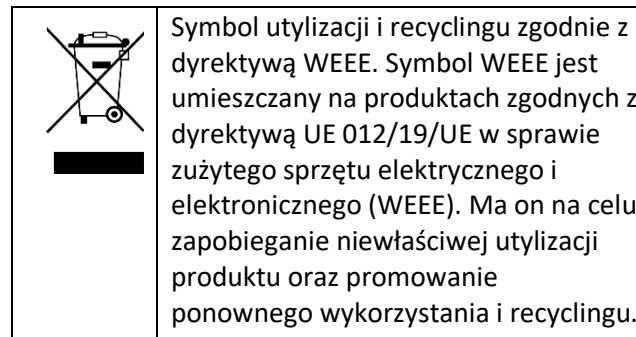 Symbol utylizacji i recyclingu zgodnie z
dyrektywą WEEE. Symbol WEEE jest
umieszczany na produktach zgodnych z
dyrektywą UE 012/19/UE w sprawie
zużytego sprzętu elektrycznego i
elektronicznego (WEEE). Ma on na celu
zapobieganie niewłaściwej utylizacji
produktu oraz promowanie
ponownego wykorzystania i recyclingu.